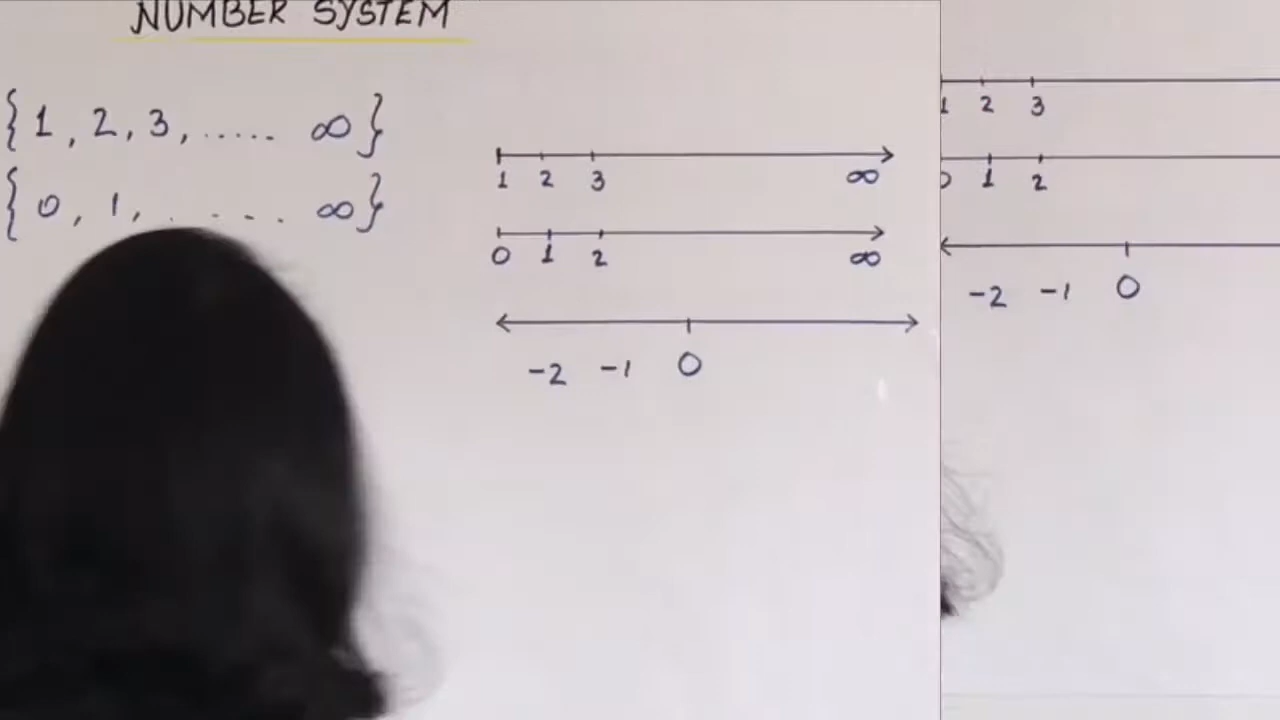 NUMBER SYSTEM
{1, 2, 3, ..... ∞}
{0, 1, . . . . ∞}
1 2 3 ∞
0 1 2 ∞
-2 -1 0
1 2 3
0 1 2
-2 -1 0